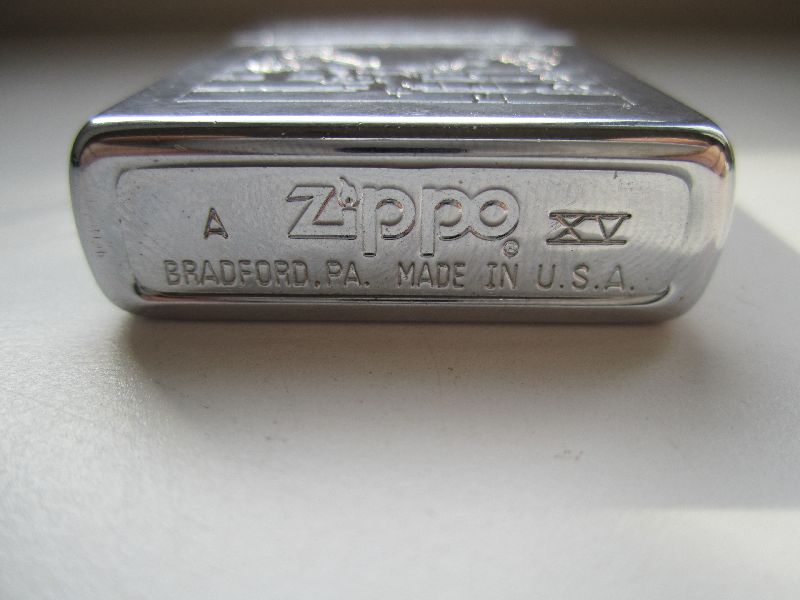 A Zippo ® XV
BRADFORD, PA. MADE IN U.S.A.